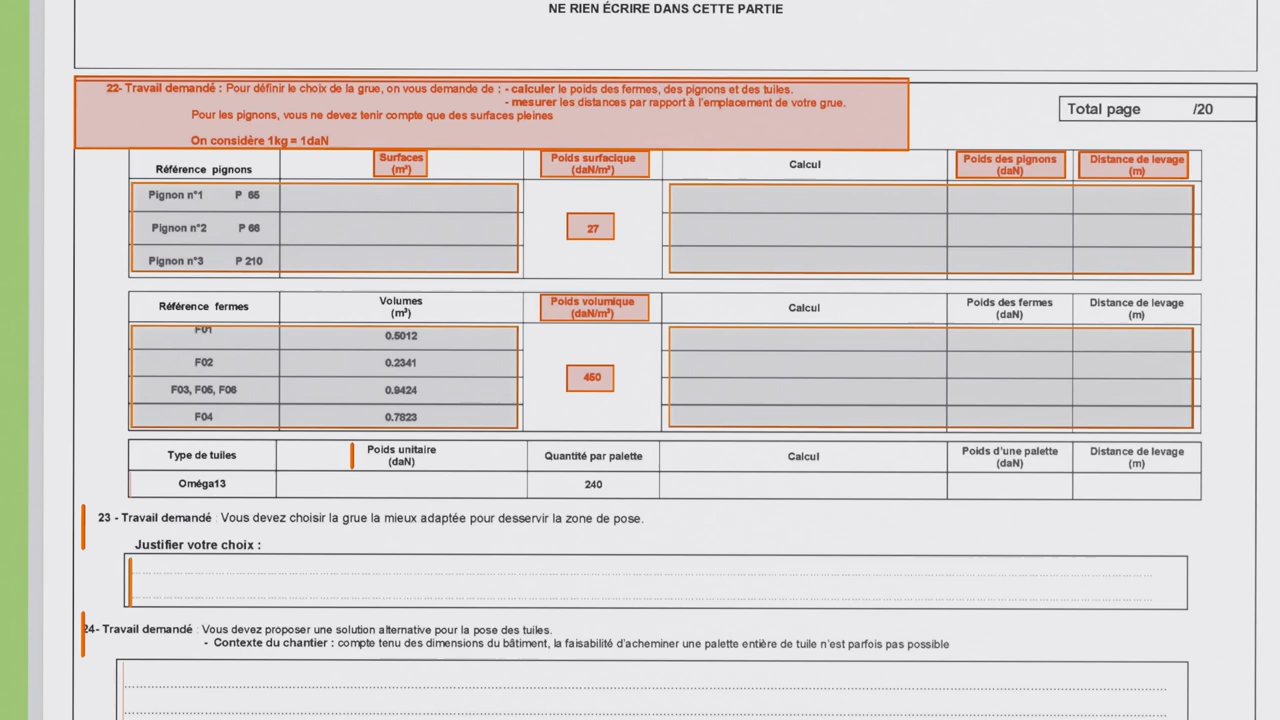 NE RIEN ÉCRIRE DANS CETTE PARTIE
22- Travail demandé : Pour définir le choix de la grue, on vous demande de : - calculer le poids des fermes, des pignons et des tuiles.
- mesurer les distances par rapport à l'emplacement de votre grue.
Pour les pignons, vous ne devez tenir compte que des surfaces pleines
Total page /20
On considère 1kg = 1daN
Référence pignons Surfaces (m²) Poids surfacique (daN/m²) Calcul Poids des pignons (daN) Distance de levage (m)
Pignon n°1 P 65
Pignon n°2 P 66 27
Pignon n°3 P 210
Référence fermes Volumes (m³) Poids volumique (daN/m³) Calcul Poids des fermes (daN) Distance de levage (m)
F01 0.5012
F02 0.2341
450
F03, F05, F06 0.9424
F04 0.7823
Type de tuiles Poids unitaire (daN) Quantité par palette Calcul Poids d'une palette (daN) Distance de levage (m)
Oméga13 240
23 - Travail demandé : Vous devez choisir la grue la mieux adaptée pour desservir la zone de pose.
Justifier votre choix :
24- Travail demandé : Vous devez proposer une solution alternative pour la pose des tuiles.
- Contexte du chantier : compte tenu des dimensions du bâtiment, la faisabilité d'acheminer une palette entière de tuile n'est parfois pas possible